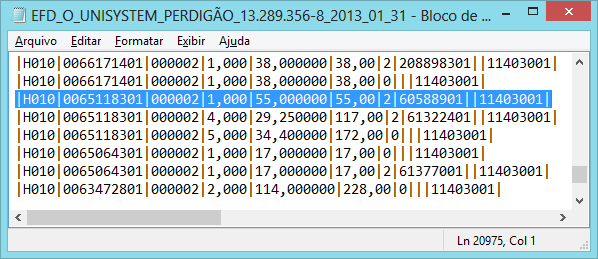 EFD_O_UNISYSTEM_PERDIGÃO_13.289.356-8_2013_01_31 - Bloco de ...
Arquivo Editar Formatar Exibir Ajuda
|H010|0066171401|000002|1,000|38,000000|38,00|2|208898301||11403001|
|H010|0066171401|000002|1,000|38,000000|38,00|0|||11403001|
|H010|0065118301|000002|1,000|55,000000|55,00|2|60588901||11403001|
|H010|0065118301|000002|4,000|29,250000|117,00|2|61322401||11403001|
|H010|0065118301|000002|5,000|34,400000|172,00|0|||11403001|
|H010|0065064301|000002|1,000|17,000000|17,00|0|||11403001|
|H010|0065064301|000002|1,000|17,000000|17,00|2|61377001||11403001|
|H010|0063472801|000002|2,000|114,000000|228,00|0|||11403001|
Ln 20975, Col 1